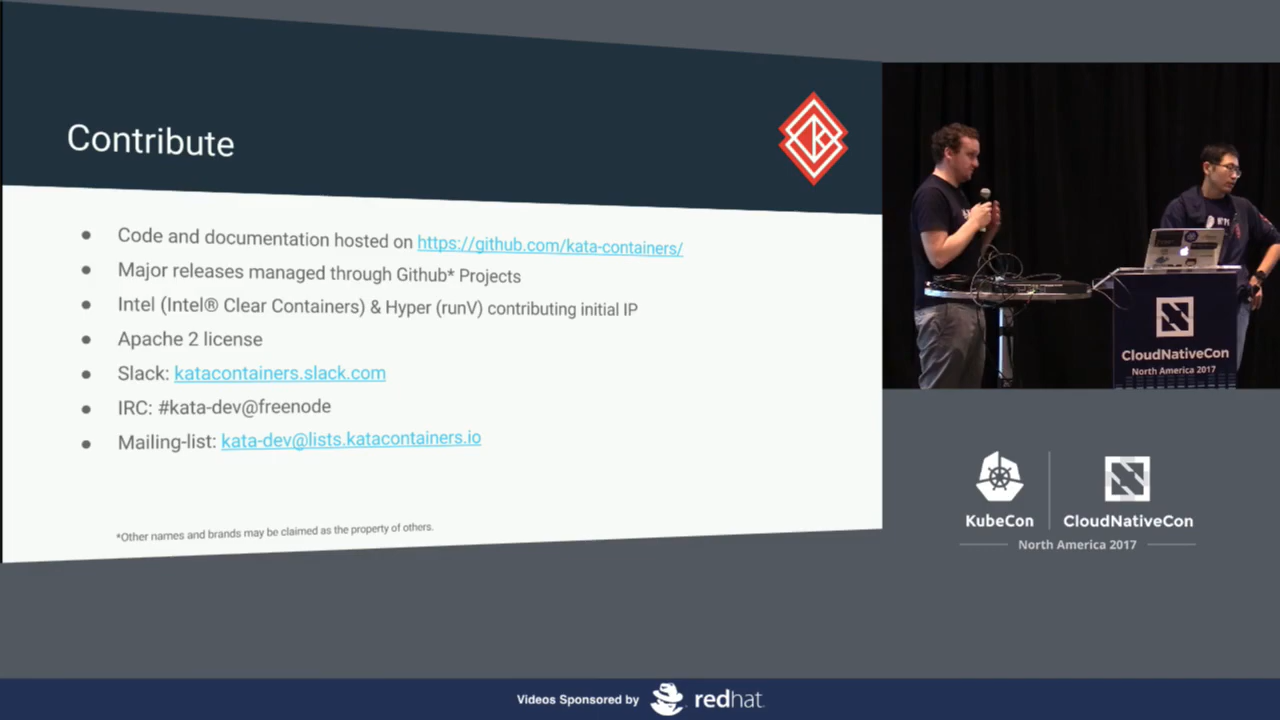 Contribute
Code and documentation hosted on https://github.com/kata-containers/
Major releases managed through Github* Projects
Intel (Intel® Clear Containers) & Hyper (runV) contributing initial IP
Apache 2 license
Slack: katacontainers.slack.com
IRC: #kata-dev@freenode
Mailing-list: kata-dev@lists.katacontainers.io
*Other names and brands may be claimed as the property of others.
CloudNativeCon
North America 2017
KubeCon
CloudNativeCon
North America 2017
Videos Sponsored by redhat.